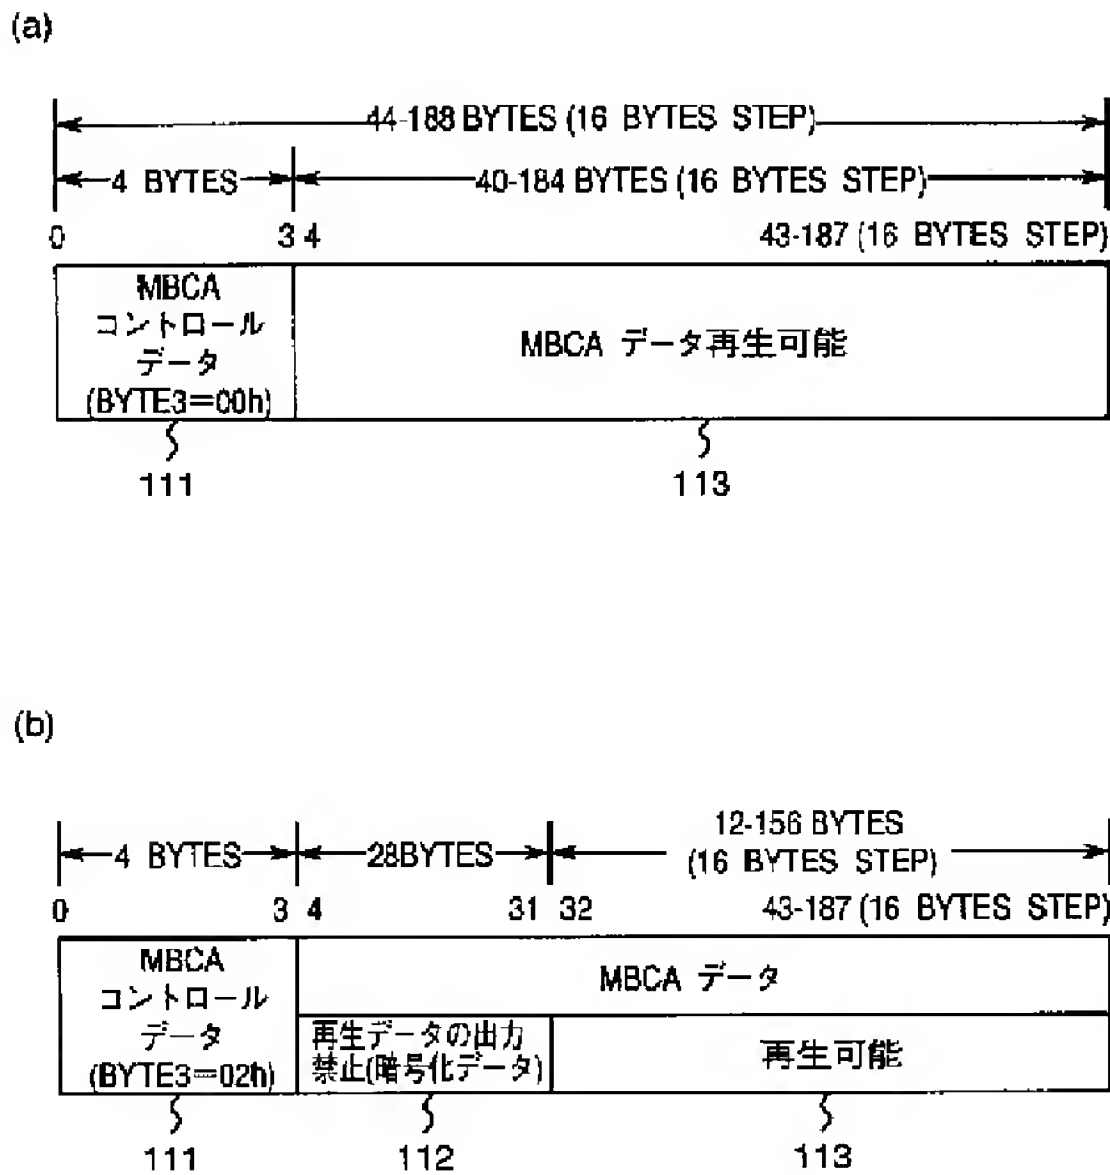 (a)
44-188 BYTES (16 BYTES STEP)
4 BYTES
40-184 BYTES (16 BYTES STEP)
0
3 4
43-187 (16 BYTES STEP)
MBCA
コントロール
データ
(BYTE3=00h)
MBCA データ再生可能
111
113
(b)
12-156 BYTES
(16 BYTES STEP)
4 BYTES
28BYTES
0
3 4
31 32
43-187 (16 BYTES STEP)
MBCA
コントロール
データ
(BYTE3=02h)
MBCA データ
再生データの出力
禁止(暗号化データ)
再生可能
111
112
113